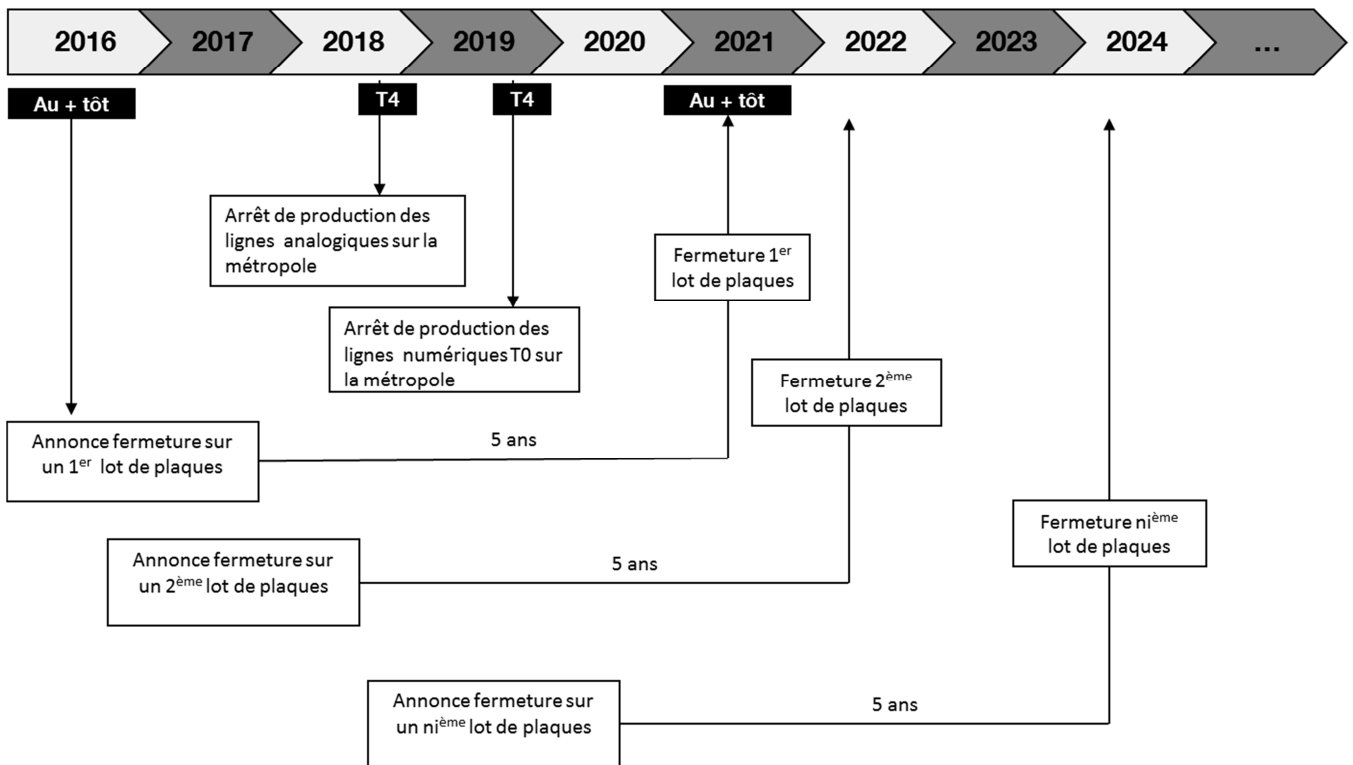 2016 2017 2018 2019 2020 2021 2022 2023 2024 ...
Au + tôt T4 T4 Au + tôt
Arrêt de production des
lignes analogiques sur la
métropole
Arrêt de production des
lignes numériques T0 sur
la métropole
Fermeture 1er
lot de plaques
Fermeture 2ème
lot de plaques
Annonce fermeture sur
un 1er lot de plaques
5 ans
Fermeture nième
lot de plaques
Annonce fermeture sur
un 2ème lot de plaques
5 ans
Annonce fermeture sur
un nième lot de plaques
5 ans